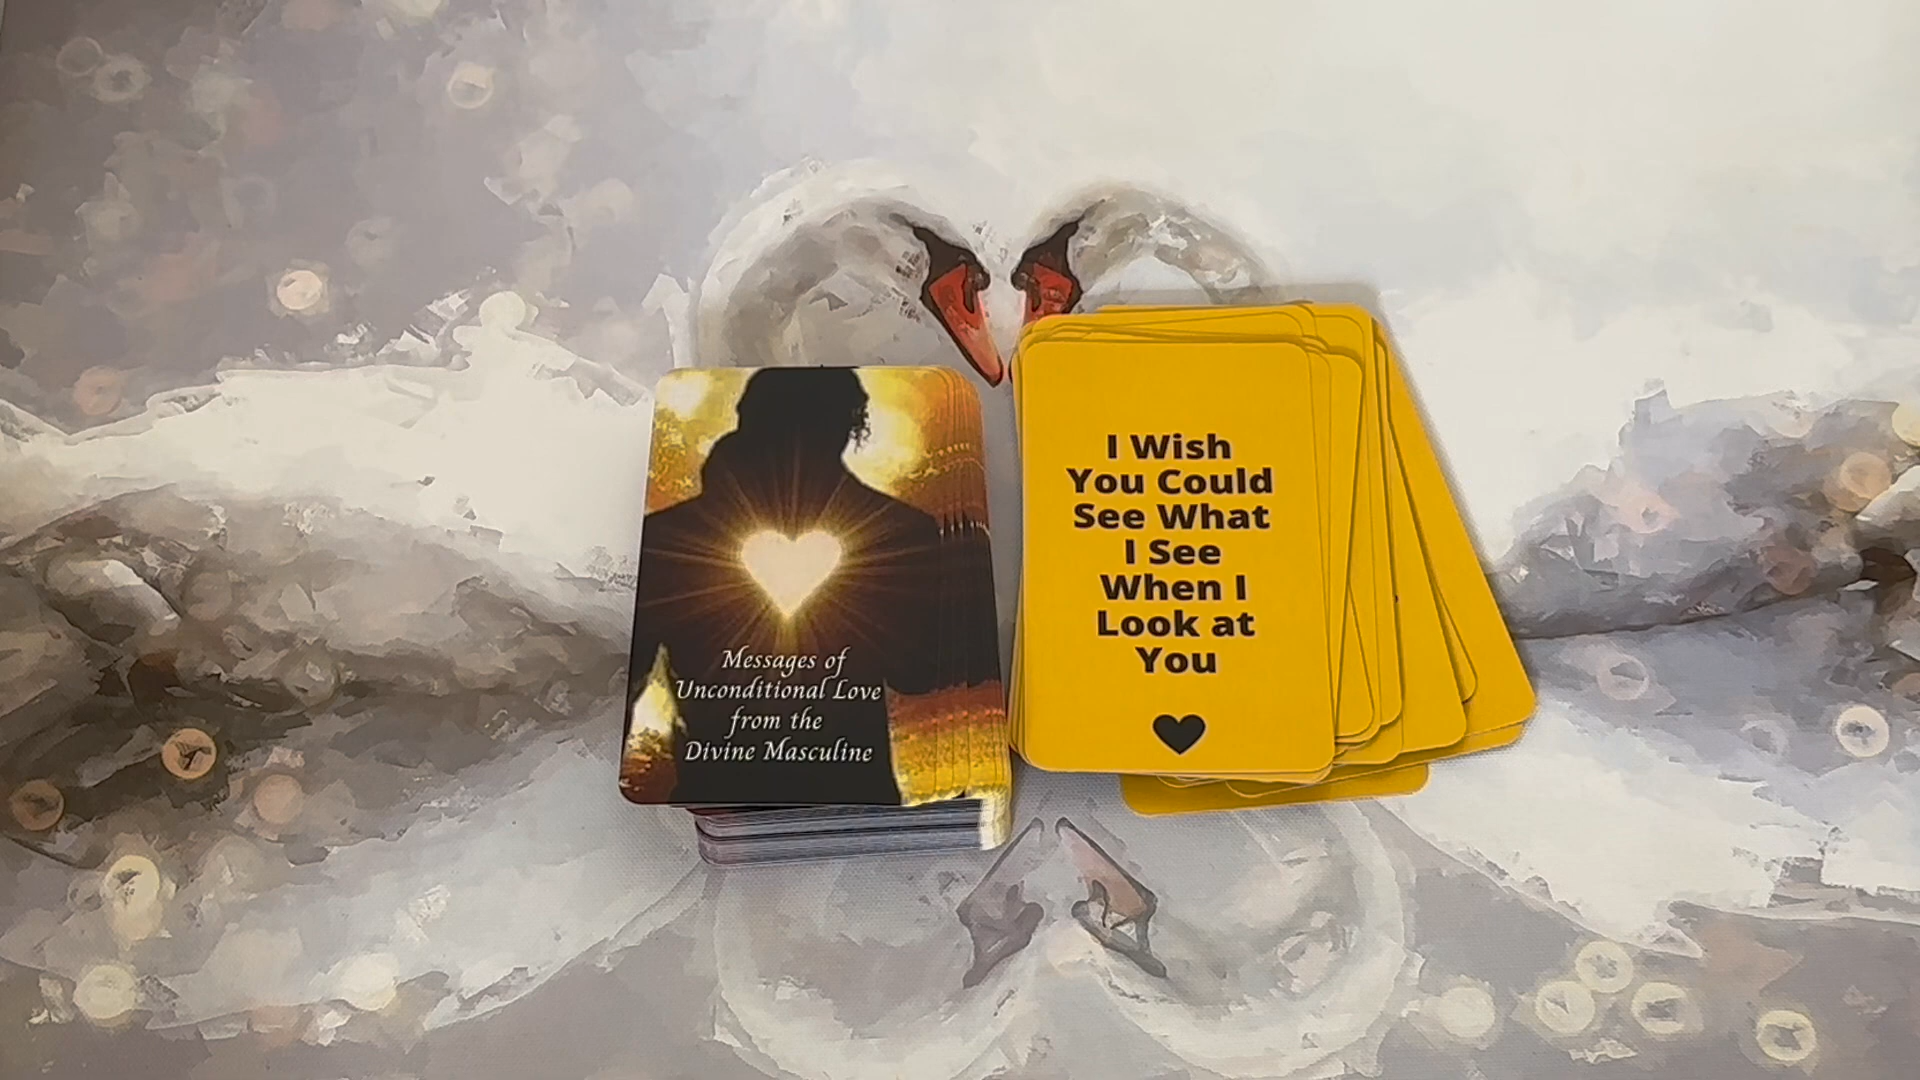 Messages of
Unconditional Love
from the
Divine Masculine
I Wish
You Could
See What
I See
When I
Look at
You